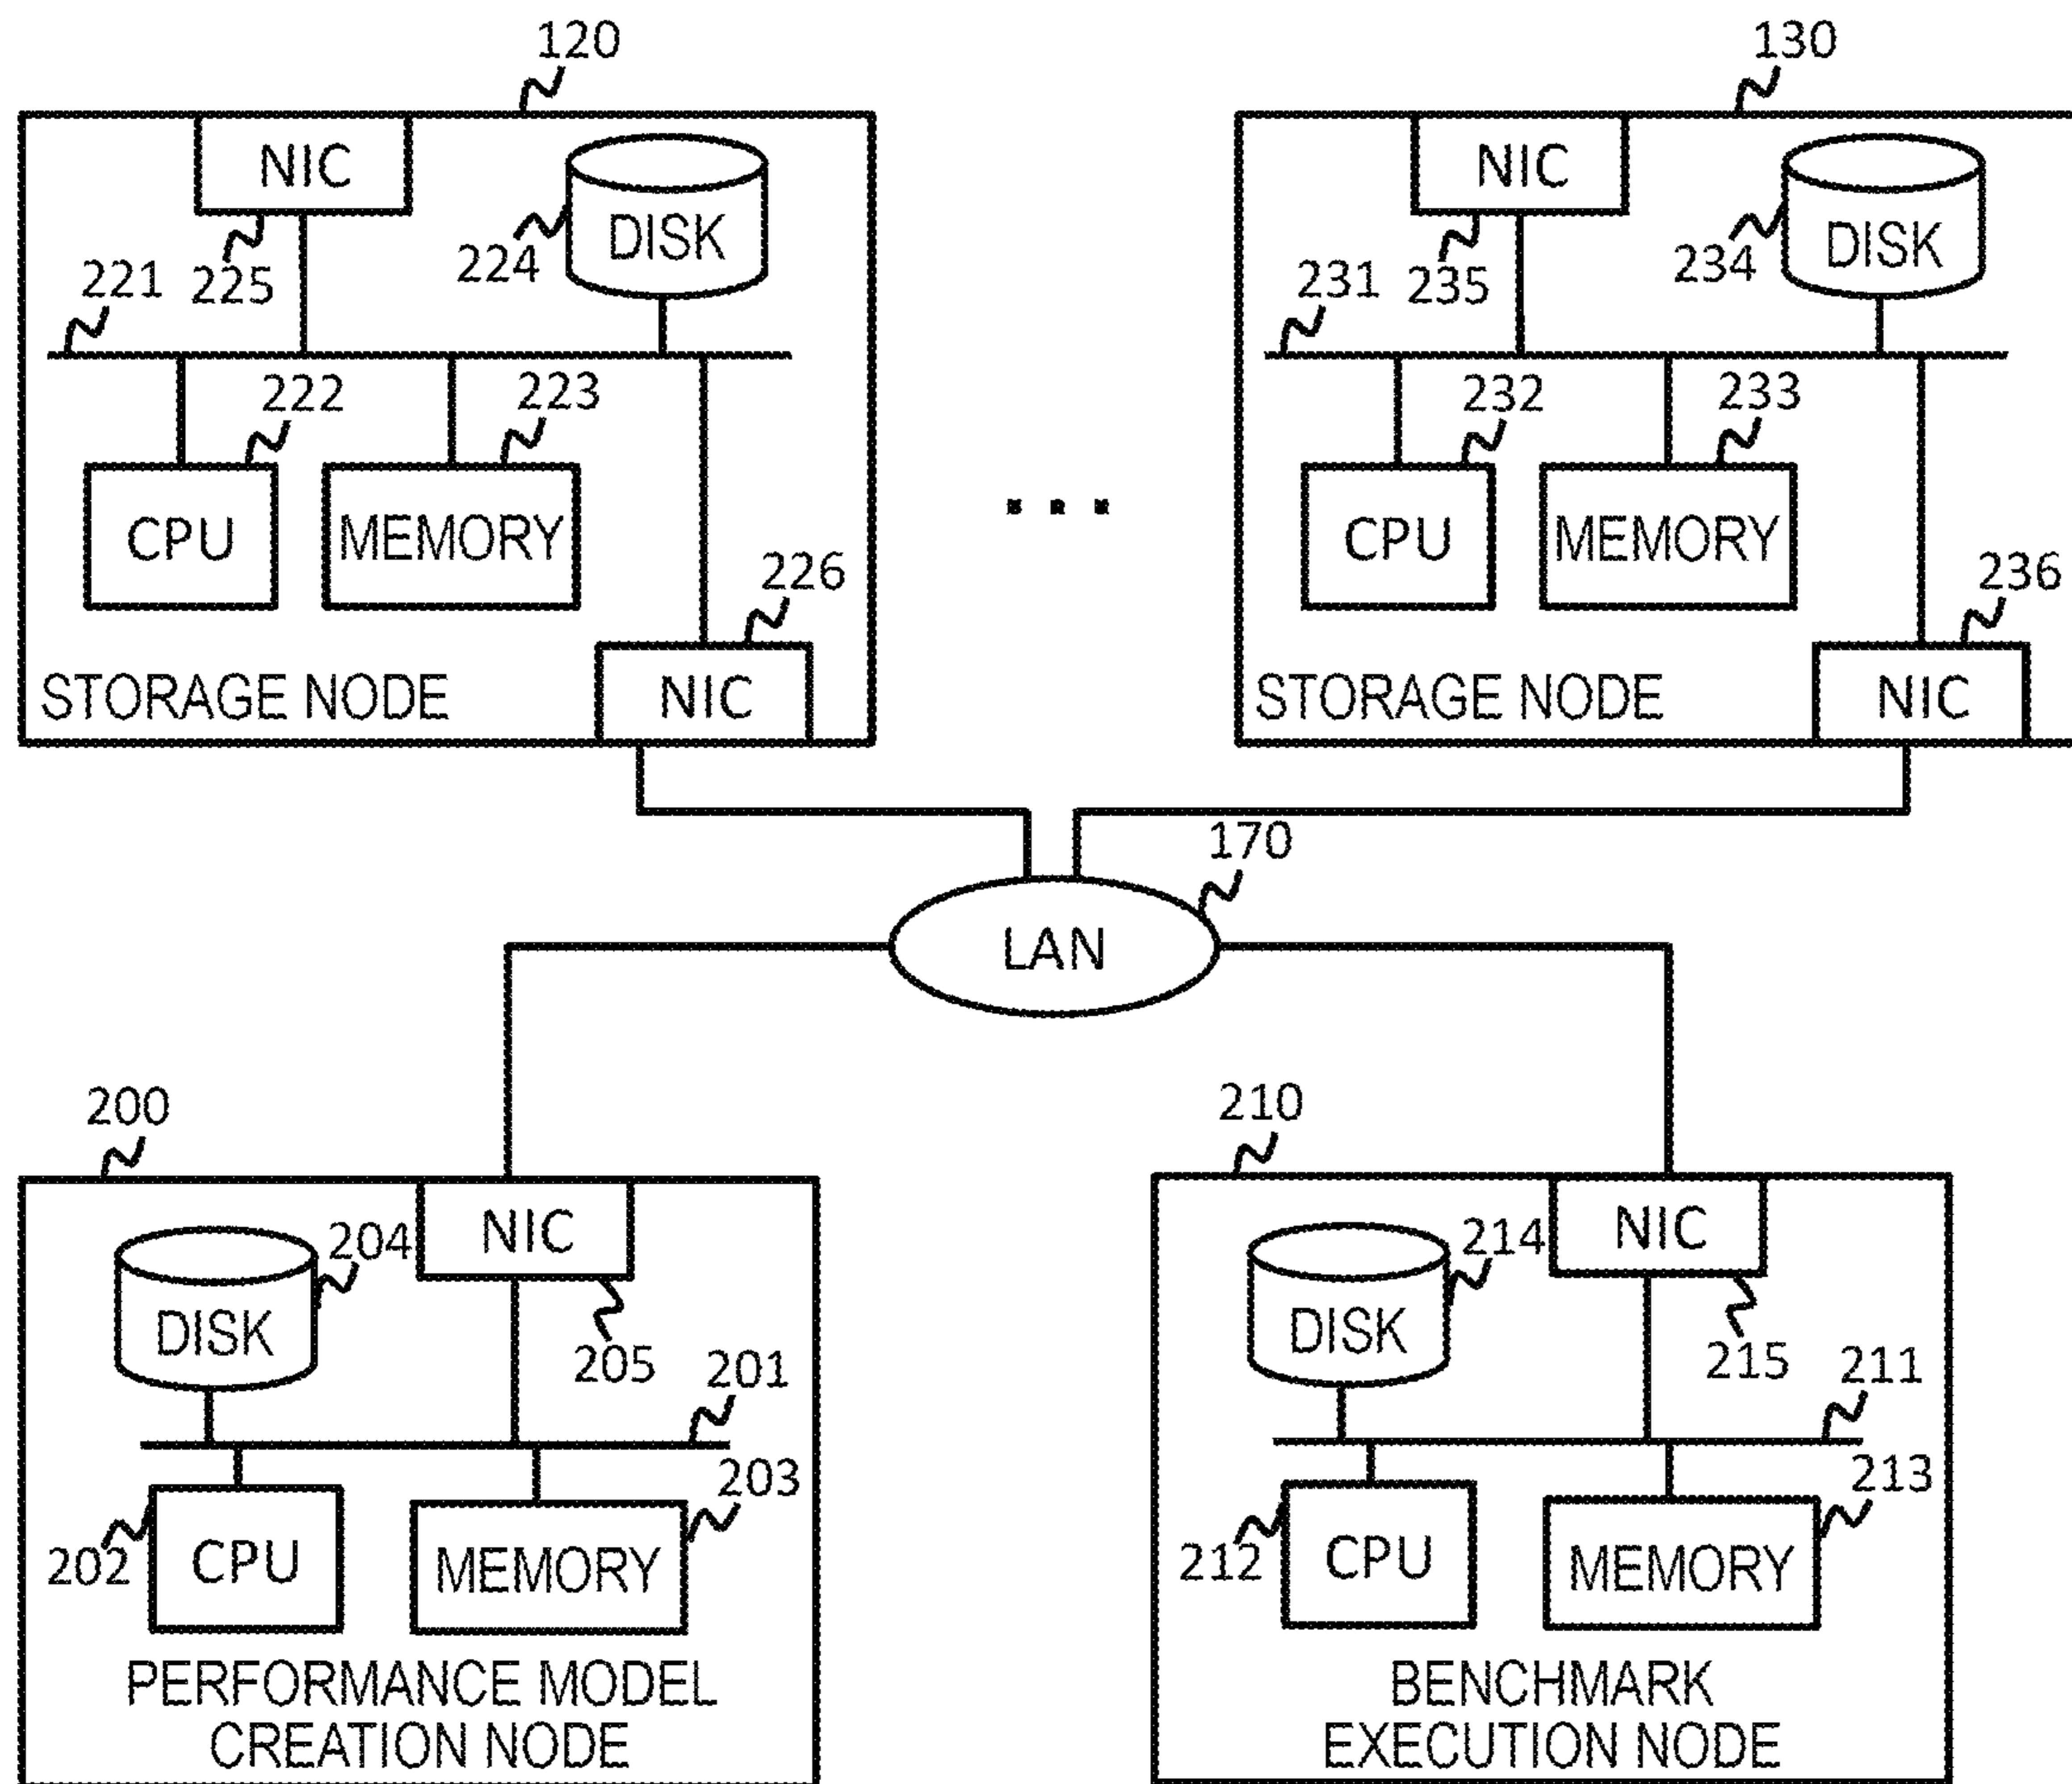 120
130
NIC
DISK
225
224
221
222
223
CPU
MEMORY
226
STORAGE NODE
NIC
...
NIC
DISK
235
234
231
232
233
CPU
MEMORY
236
STORAGE NODE
NIC
170
LAN
200
NIC
204
DISK
205
201
203
202
CPU
MEMORY
PERFORMANCE MODEL
CREATION NODE
210
NIC
214
DISK
215
211
213
212
CPU
MEMORY
BENCHMARK
EXECUTION NODE